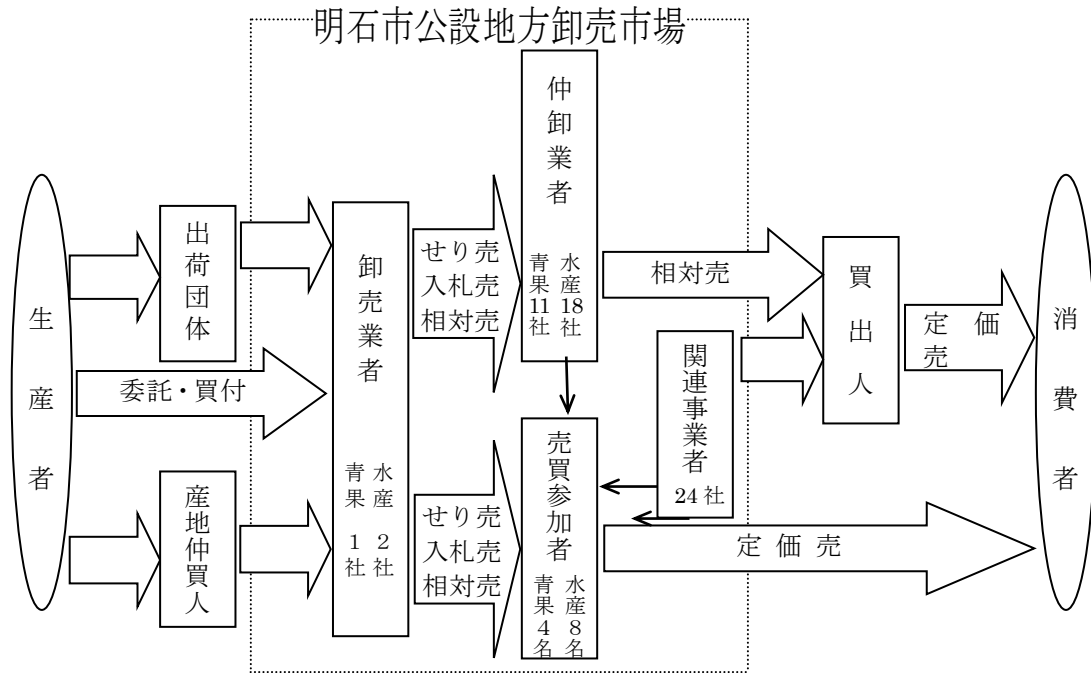 明石市公設地方卸売市場
生産者
出荷団体
委託・買付
産地仲買人
卸売業者
水産 2社
青果 1社
せり売
入札売
相対売
せり売
入札売
相対売
仲卸業者
水産18社
青果11社
売買参加者
水産8名
青果4名
相対売
関連事業者
24社
定価売
買出人
定価
売
消費者